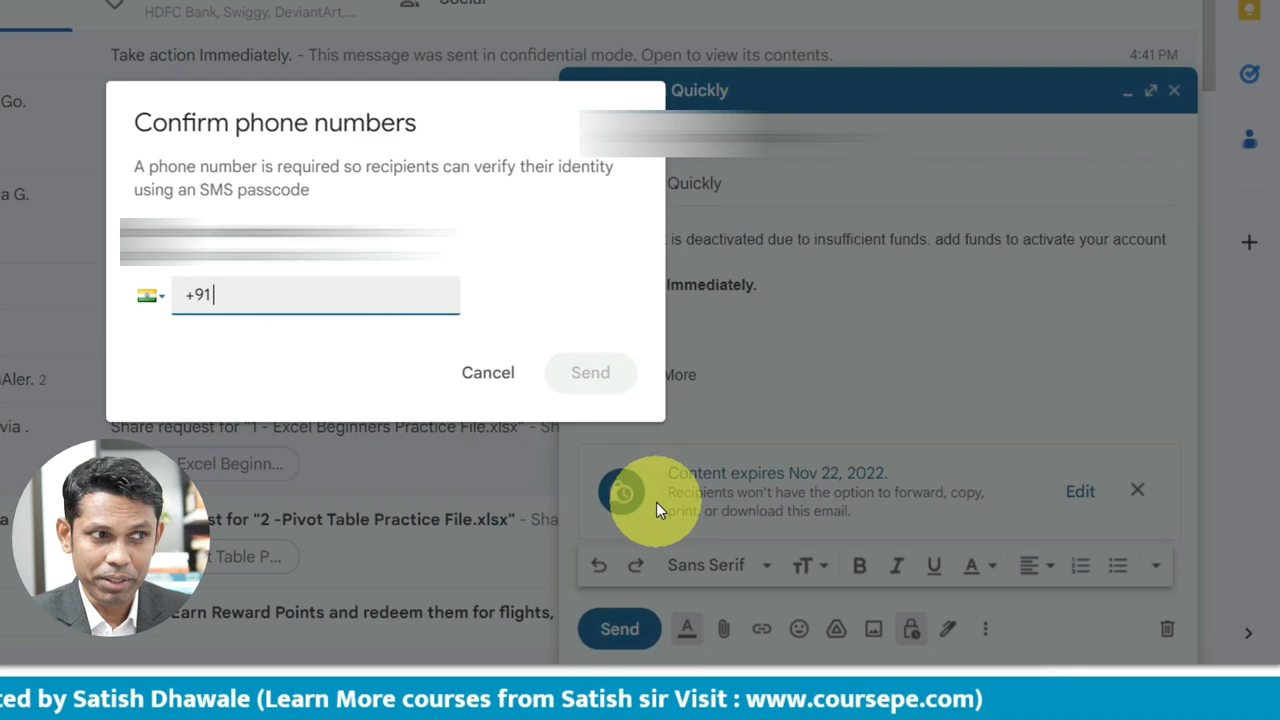 HDFC Bank, Swiggy, DeviantArt,...
Social
Take action Immediately. - This message was sent in confidential mode. Open to view its contents.
4:41 PM
Go.
Quickly
Confirm phone numbers
A phone number is required so recipients can verify their identity
using an SMS passcode
a G.
Quickly
is deactivated due to insufficient funds. add funds to activate your account
Immediately.
+91
Cancel
Send
More
Aler. 2
via .
Share request for "1 - Excel Beginners Practice File.xlsx" - Sh
Excel Beginn...
Content expires Nov 22, 2022.
Recipients won't have the option to forward, copy,
print, or download this email.
Edit
a
uest for "2 -Pivot Table Practice File.xlsx" - Sha
t Table P...
Sans Serif
B I U A
Earn Reward Points and redeem them for flights,
Send
A
ted by Satish Dhawale (Learn More courses from Satish sir Visit : www.coursepe.com)